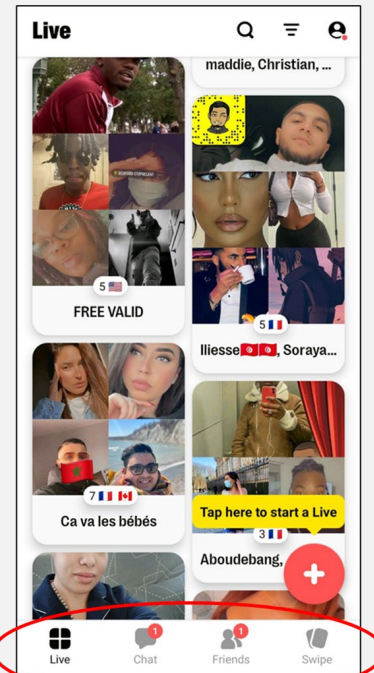 Live
maddie, Christian, ...
5
FREE VALID
5
Iliesse🇹🇳🇹🇳, Soraya...
7
Ca va les bébés
Tap here to start a Live
3
Aboudebang,
+
1
1
Live
Chat
Friends
Swipe